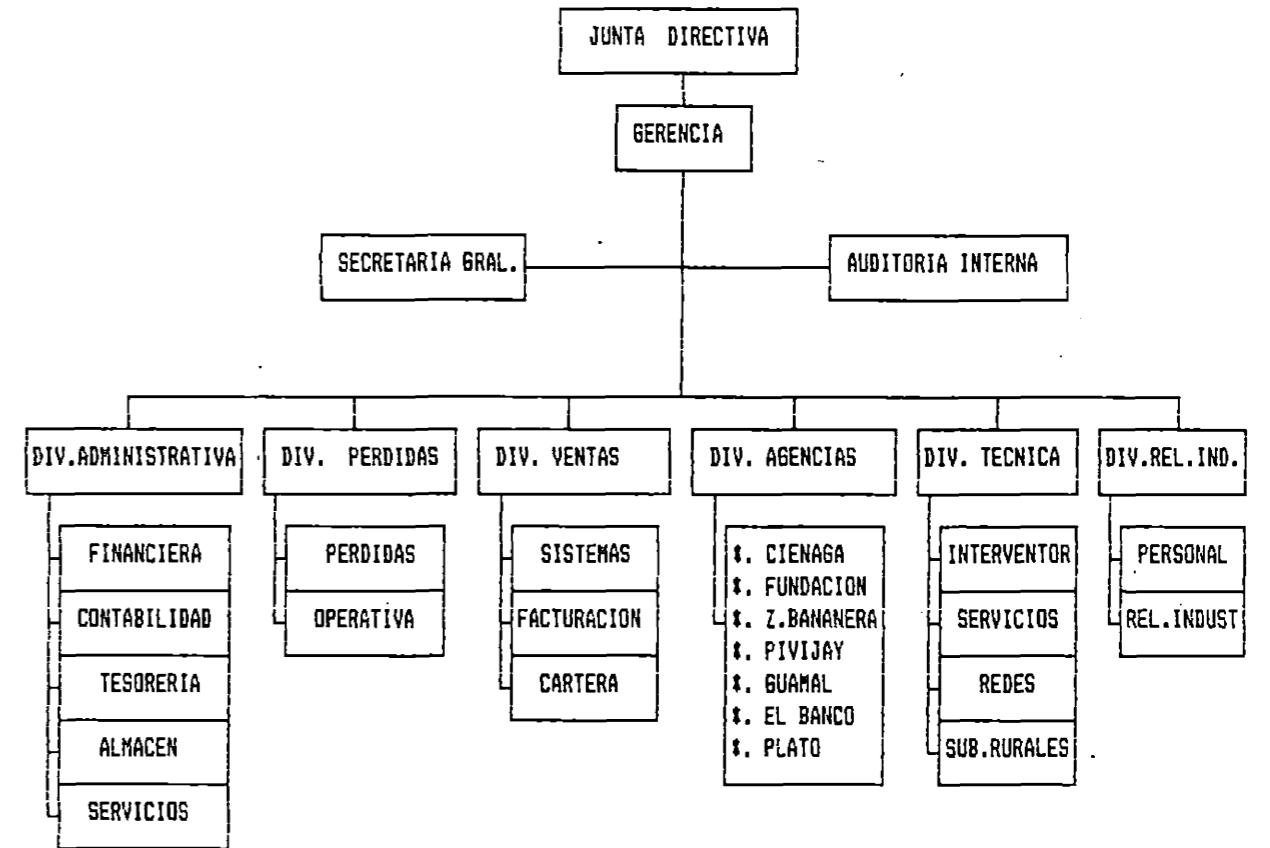 JUNTA DIRECTIVA
GERENCIA
SECRETARIA GRAL.
AUDITORIA INTERNA
DIV.ADMINISTRATIVA
FINANCIERA
CONTABILIDAD
TESORERIA
ALMACEN
SERVICIOS
DIV. PERDIDAS
PERDIDAS
OPERATIVA
DIV. VENTAS
SISTEMAS
FACTURACION
CARTERA
DIV. AGENCIAS
*. CIENAGA
*. FUNDACION
*. Z.BANANERA
*. PIVIJAY
*. GUAMAL
*. EL BANCO
*. PLATO
DIV. TECNICA
INTERVENTOR
SERVICIOS
REDES
SUB.RURALES
DIV.REL.IND.
PERSONAL
REL.INDUST